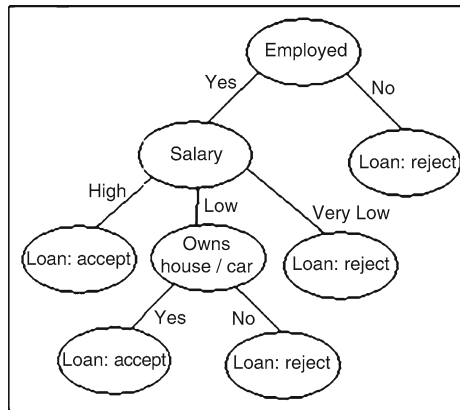 Employed
Yes
No
Salary
Loan: reject
High
Low
Very Low
Loan: accept
Owns
house / car
Loan: reject
Yes
No
Loan: accept
Loan: reject